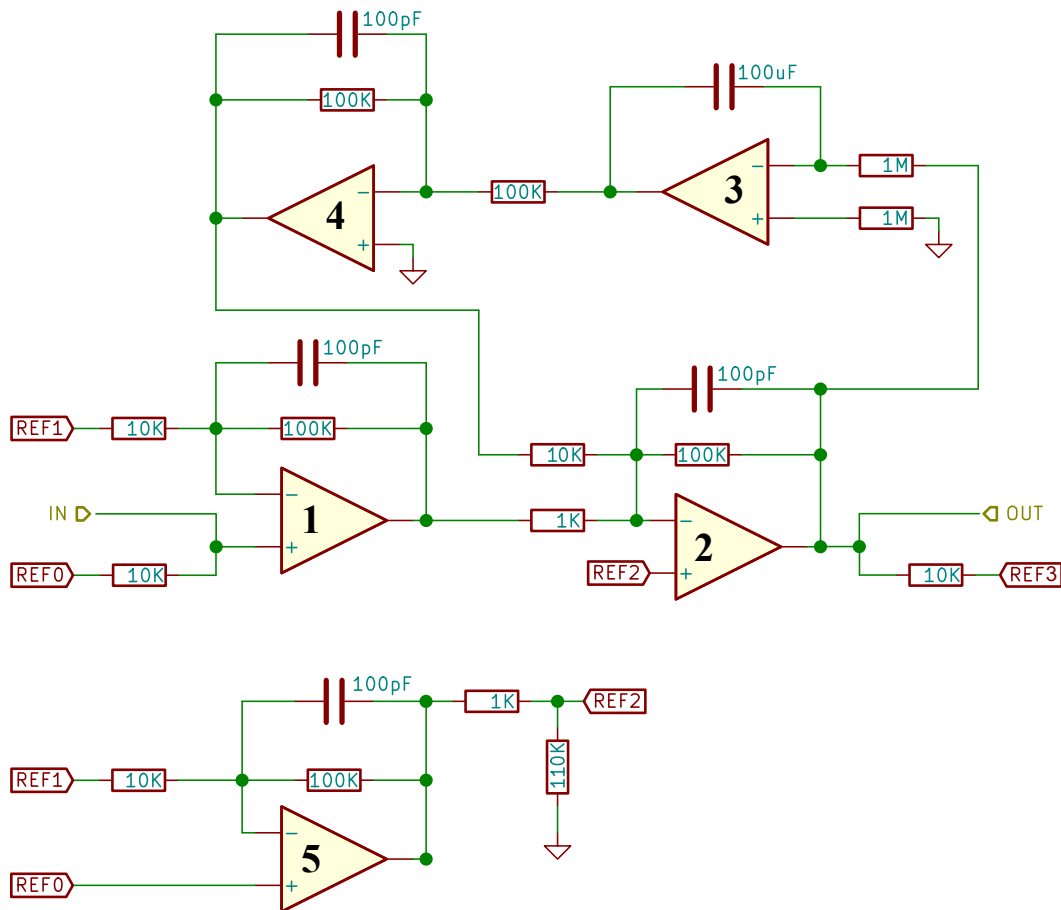 100pF
100K
100uF
3
1M
4
100K
1M
100pF
100pF
REF1
10K
100K
10K
100K
IN
1
1K
2
OUT
REF0
10K
REF2
10K
REF3
100pF
1K
REF2
REF1
10K
100K
110K
5
REF0